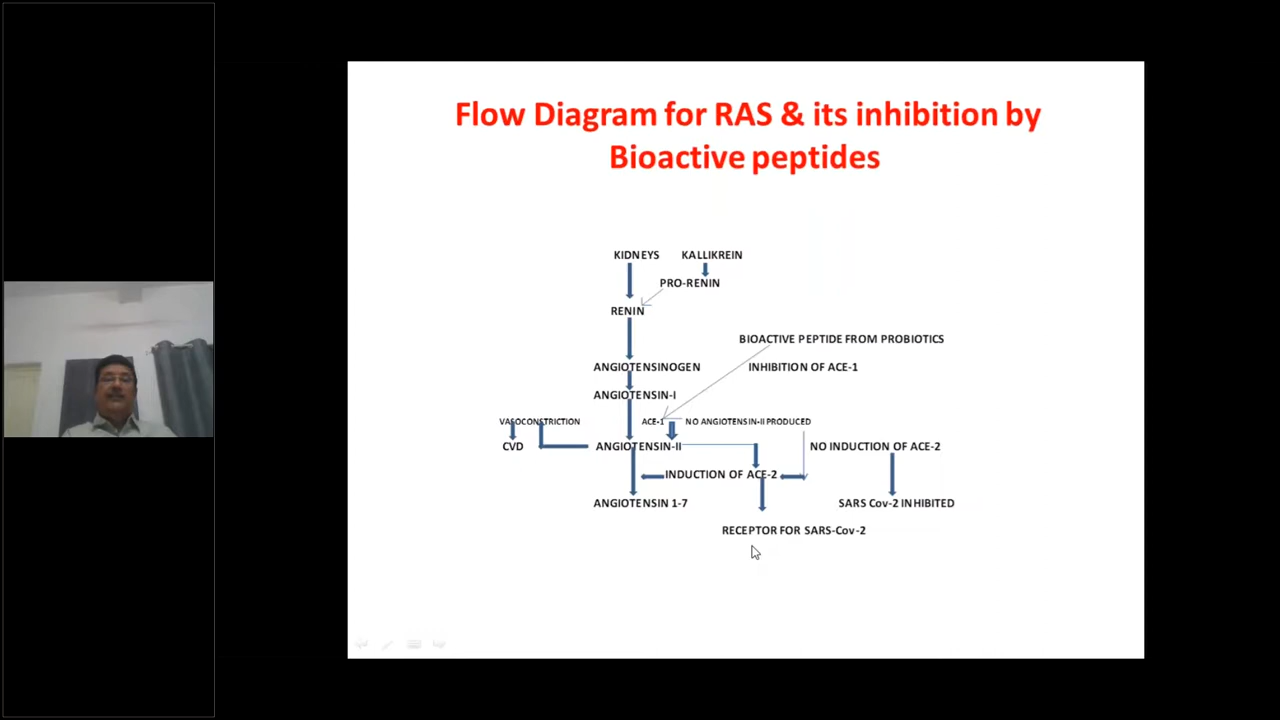 Flow Diagram for RAS & its inhibition by
Bioactive peptides
KIDNEYS KALLIKREIN
PRO-RENIN
RENIN
BIOACTIVE PEPTIDE FROM PROBIOTICS
ANGIOTENSINOGEN INHIBITION OF ACE-1
ANGIOTENSIN-I
VASOCONSTRICTION ACE-1 NO ANGIOTENSIN-II PRODUCED
CVD ANGIOTENSIN-II NO INDUCTION OF ACE-2
INDUCTION OF ACE-2
ANGIOTENSIN 1-7 SARS Cov-2 INHIBITED
RECEPTOR FOR SARS-Cov-2